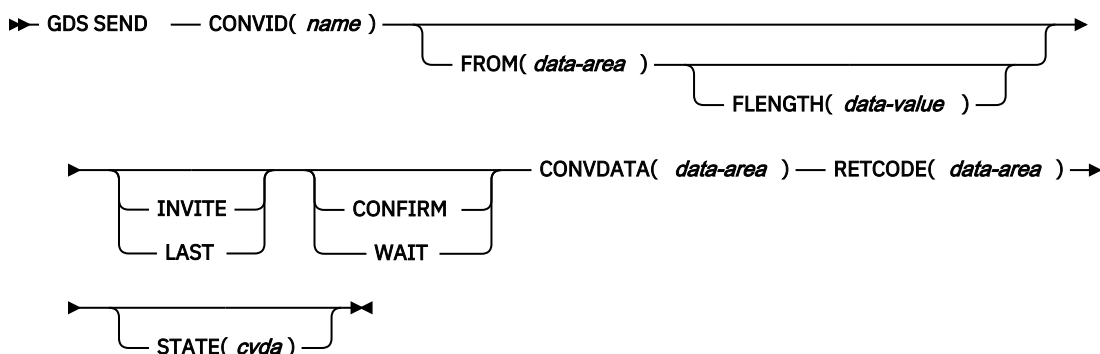 GDS SEND CONVID( name )
FROM( data-area )
FLENGTH( data-value )
CONVDATA( data-area ) RETCODE( data-area )
INVITE CONFIRM
LAST WAIT
STATE( cvda )